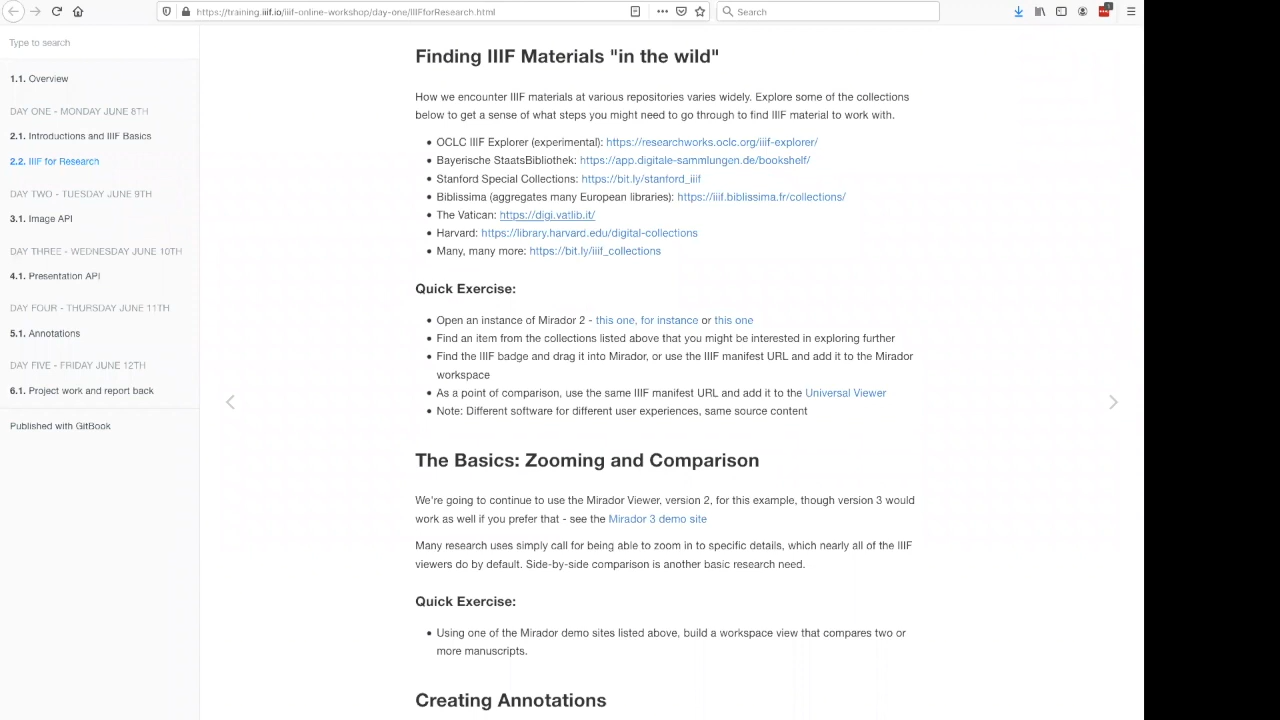 https://training.iiif.io/iiif-online-workshop/day-one/IIIFforResearch.html
Search
Type to search
1.1. Overview
DAY ONE - MONDAY JUNE 8TH
2.1. Introductions and IIIF Basics
2.2. IIIF for Research
DAY TWO - TUESDAY JUNE 9TH
3.1. Image API
DAY THREE - WEDNESDAY JUNE 10TH
4.1. Presentation API
DAY FOUR - THURSDAY JUNE 11TH
5.1. Annotations
DAY FIVE - FRIDAY JUNE 12TH
6.1. Project work and report back
Published with GitBook
Finding IIIF Materials "in the wild"
How we encounter IIIF materials at various repositories varies widely. Explore some of the collections
below to get a sense of what steps you might need to go through to find IIIF material to work with.
• OCLC IIIF Explorer (experimental): https://researchworks.oclc.org/iiif-explorer/
• Bayerische StaatsBibliothek: https://app.digitale-sammlungen.de/bookshelf/
• Stanford Special Collections: https://bit.ly/stanford_iiif
• Biblissima (aggregates many European libraries): https://iiif.biblissima.fr/collections/
• The Vatican: https://digi.vatlib.it/
• Harvard: https://library.harvard.edu/digital-collections
• Many, many more: https://bit.ly/iiif_collections
Quick Exercise:
• Open an instance of Mirador 2 - this one, for instance or this one
• Find an item from the collections listed above that you might be interested in exploring further
• Find the IIIF badge and drag it into Mirador, or use the IIIF manifest URL and add it to the Mirador
workspace
• As a point of comparison, use the same IIIF manifest URL and add it to the Universal Viewer
• Note: Different software for different user experiences, same source content
The Basics: Zooming and Comparison
We're going to continue to use the Mirador Viewer, version 2, for this example, though version 3 would
work as well if you prefer that - see the Mirador 3 demo site
Many research uses simply call for being able to zoom in to specific details, which nearly all of the IIIF
viewers do by default. Side-by-side comparison is another basic research need.
Quick Exercise:
• Using one of the Mirador demo sites listed above, build a workspace view that compares two or
more manuscripts.
Creating Annotations